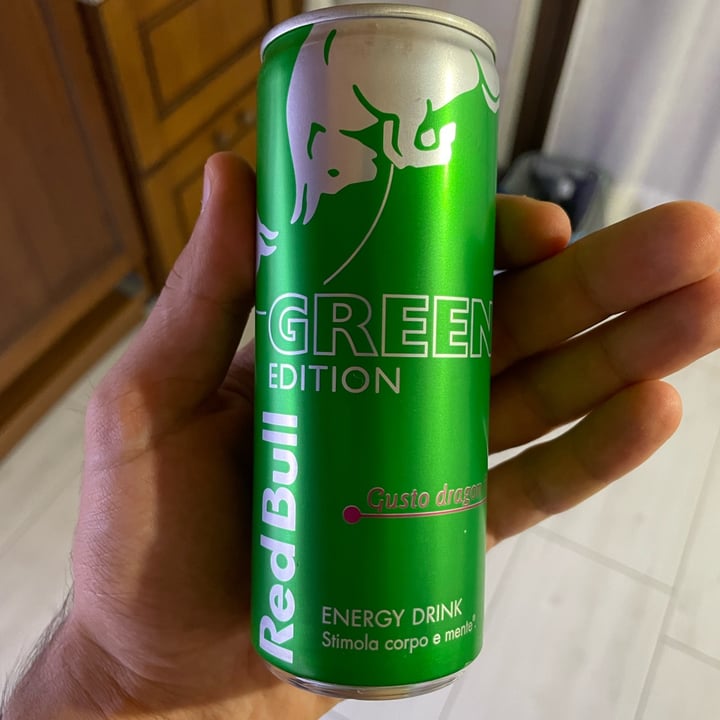 GREEN
EDITION
Red Bull
Gusto dragon
ENERGY DRINK
Stimola corpo e mente®.